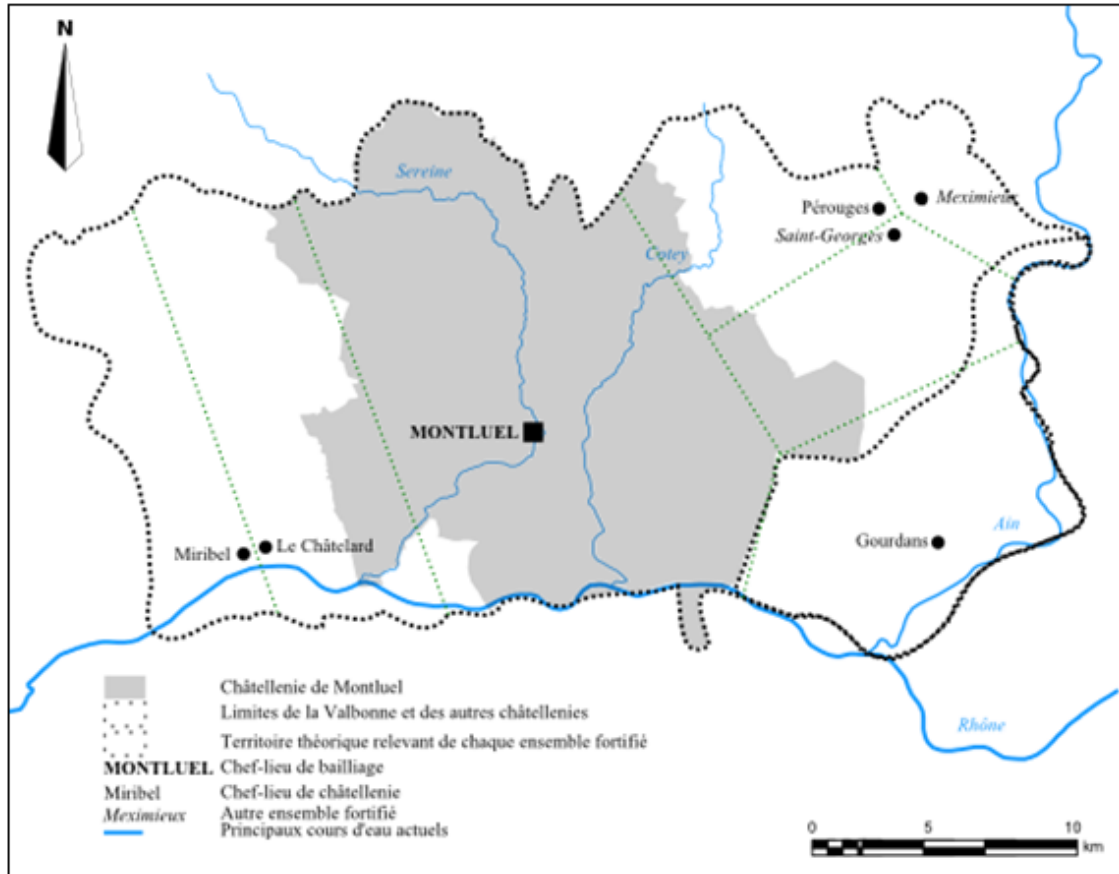 N
Sereine
Pérouges
Meximieux
Saint-Georges
Cotey
MONTLUEL
Miribel
Le Châtelard
Gourdans
Ain
Rhône
Châtellenie de Montluel
Limites de la Valbonne et des autres châtellenies
Territoire théorique relevant de chaque ensemble fortifié
MONTLUEL Chef-lieu de bailliage
Miribel Chef-lieu de châtellenie
Meximieux Autre ensemble fortifié
Principaux cours d'eau actuels
0 5 10
km